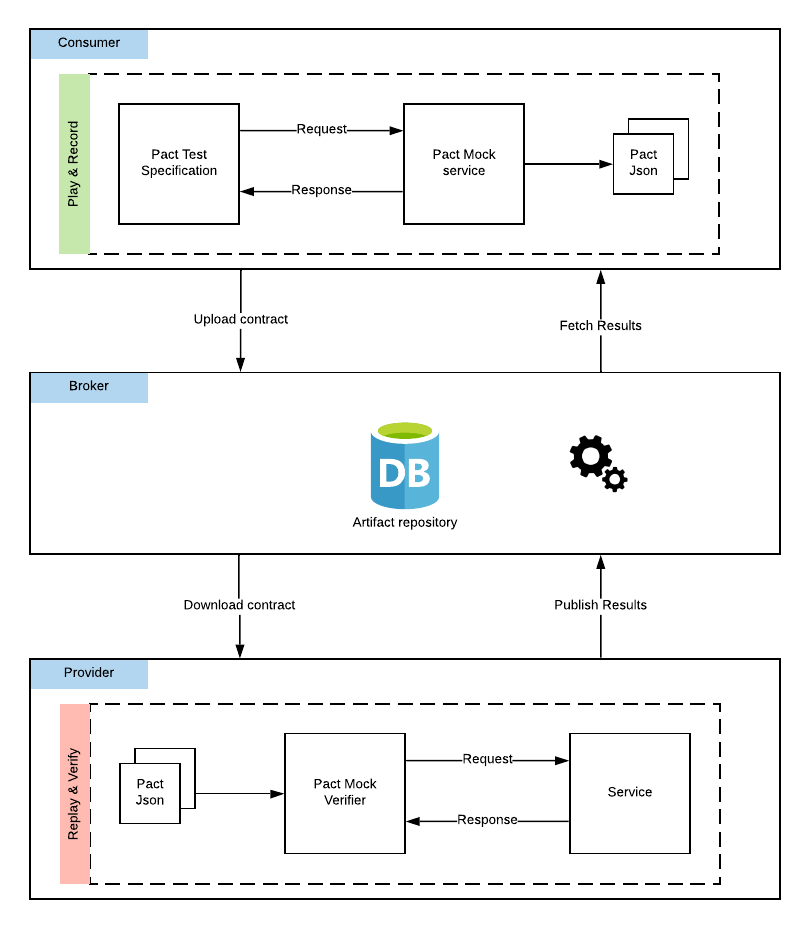 Consumer
Play & Record
Pact Test
Specification
Request
Response
Pact Mock
service
Pact
Json
Upload contract
Fetch Results
Broker
DB
Artifact repository
Download contract
Publish Results
Provider
Replay & Verify
Pact
Json
Pact Mock
Verifier
Request
Response
Service